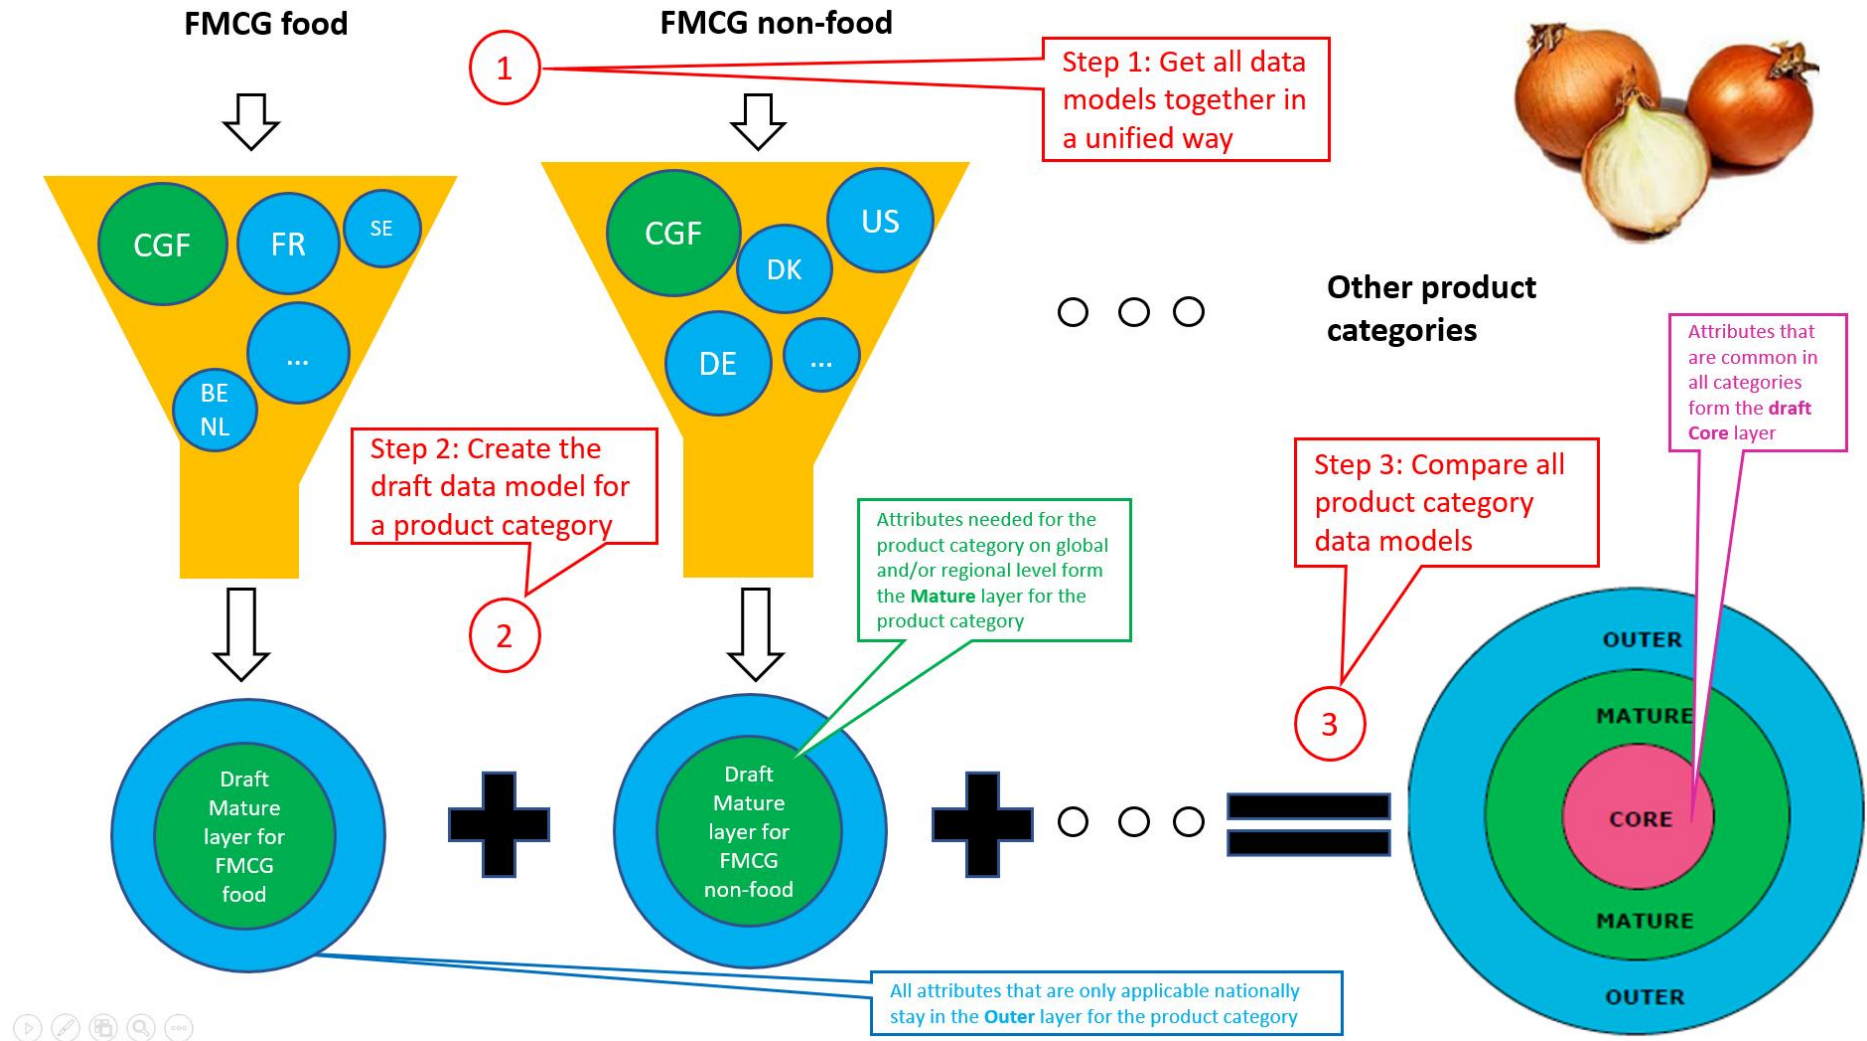 FMCG food
FMCG non-food
1
Step 1: Get all data
models together in
a unified way
CGF
FR
SE
...
BE
NL
CGF
DK
US
DE
...
Other product
categories
Attributes that
are common in
all categories
form the draft
Core layer
Step 2: Create the
draft data model for
a product category
2
Attributes needed for the
product category on global
and/or regional level form
the Mature layer for the
product category
Step 3: Compare all
product category
data models
3
Draft
Mature
layer for
FMCG
food
Draft
Mature
layer for
FMCG
non-food
OUTER
MATURE
CORE
MATURE
OUTER
All attributes that are only applicable nationally
stay in the Outer layer for the product category